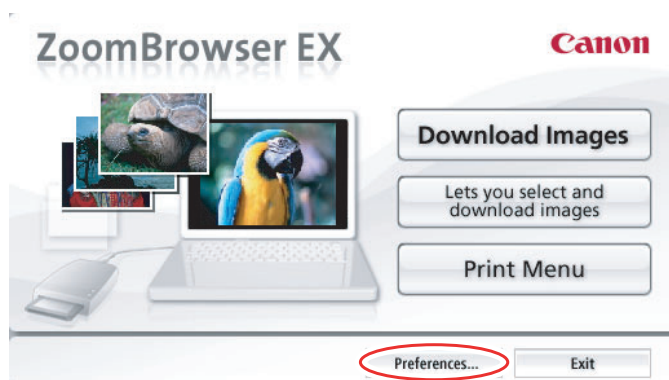 ZoomBrowser EX
Canon
Download Images
Lets you select and
download images
Print Menu
Preferences...
Exit